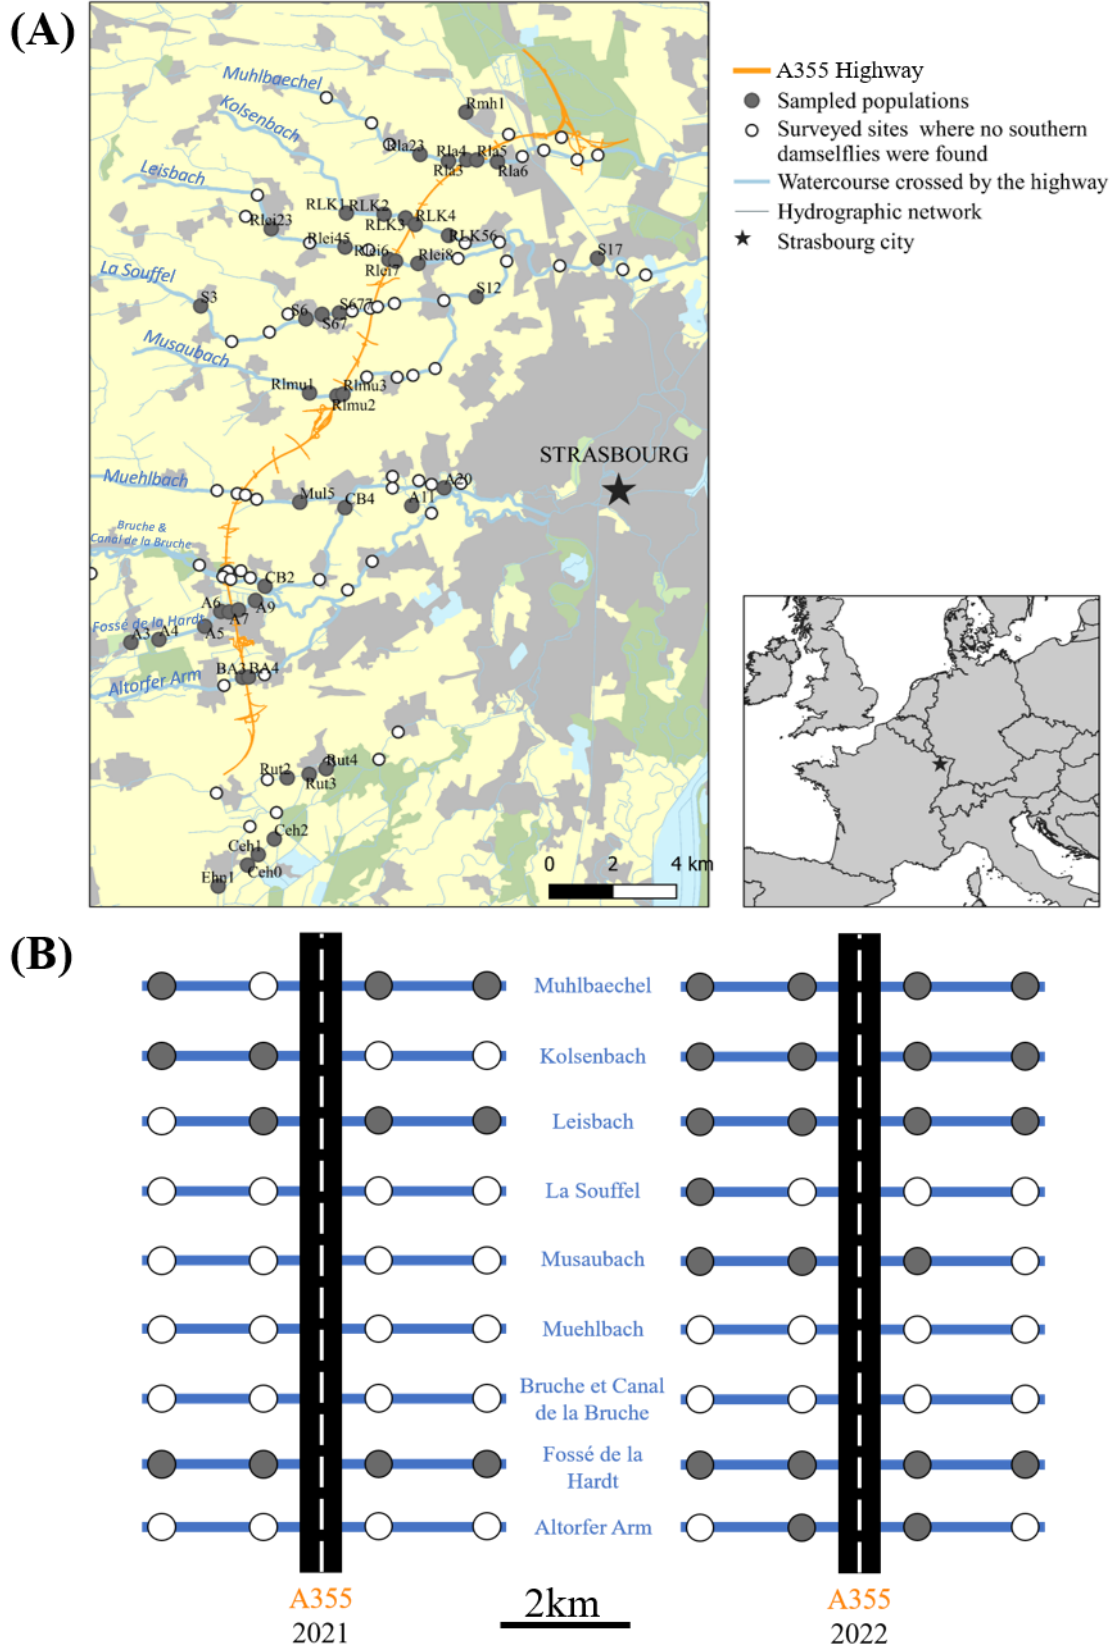 (A)
A355 Highway
Sampled populations
Surveyed sites where no southern
damselflies were found
Watercourse crossed by the highway
Hydrographic network
Strasbourg city
Muhlbaechel
Kolsenbach
Leisbach
La Souffel
Musaubach
Muehlbach
Bruche &
Canal de la Bruche
Fossé de la Hardt
Altorfer Arm
Rmh1
Rla23
Rla4
Rla5
Rla3
Rla6
RLK1
RLK2
RLK4
RLK3
RLK56
Rlei23
Rlei45
Rlei6
Rlei8
Rlei7
S17
S12
S3
S6
S677
S67
Rlmu1
Rlmu3
Rlmu2
STRASBOURG
Mul5
CB4
A11
A20
CB2
A6
A7
A9
A3
A4
A5
BA3
BA4
Rut2
Rut3
Rut4
Ceh2
Ceh1
Ceh0
Ehn1
0 2 4 km
(B)
Muhlbaechel
Kolsenbach
Leisbach
La Souffel
Musaubach
Muehlbach
Bruche et Canal
de la Bruche
Fossé de la
Hardt
Altorfer Arm
A355
2021
2km
A355
2022